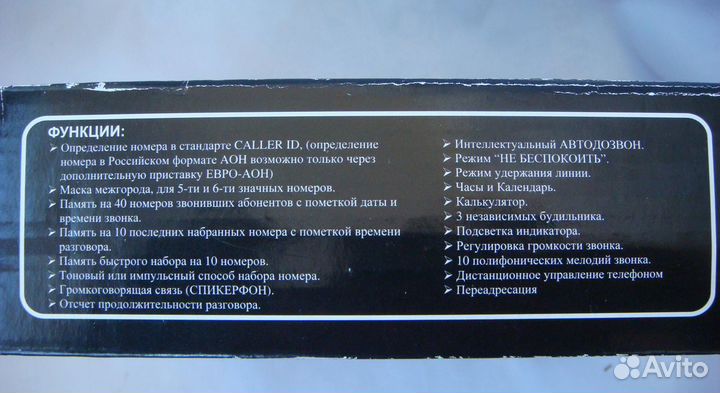 ФУНКЦИИ:
➢ Определение номера в стандарте CALLER ID, (определение
номера в Российском формате АОН возможно только через
дополнительную приставку ЕВРО-АОН)
➢ Маска межгорода, для 5-ти и 6-ти значных номеров.
➢ Память на 40 номеров звонивших абонентов с пометкой даты и
времени звонка.
➢ Память на 10 последних набранных номера с пометкой времени
разговора.
➢ Память быстрого набора на 10 номеров.
➢ Тоновый или импульсный способ набора номера.
➢ Громкоговорящая связь (СПИКЕРФОН).
➢ Отсчет продолжительности разговора.
➢ Интеллектуальный АВТОДОЗВОН.
➢ Режим “НЕ БЕСПОКОИТЬ”.
➢ Режим удержания линии.
➢ Часы и Календарь.
➢ Калькулятор.
➢ 3 независимых будильника.
➢ Подсветка индикатора.
➢ Регулировка громкости звонка.
➢ 10 полифонических мелодий звонка.
➢ Дистанционное управление телефоном
➢ Переадресация
Avito